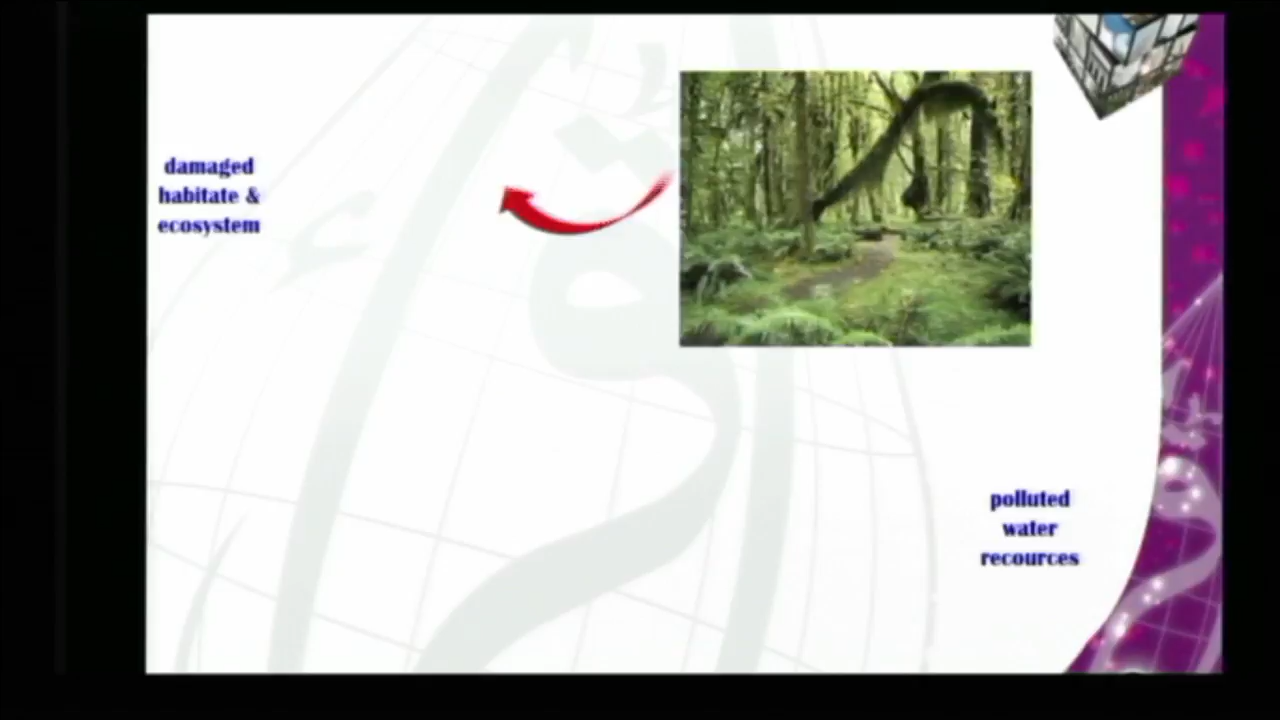 damaged
habitate &
ecosystem
polluted
water
recources